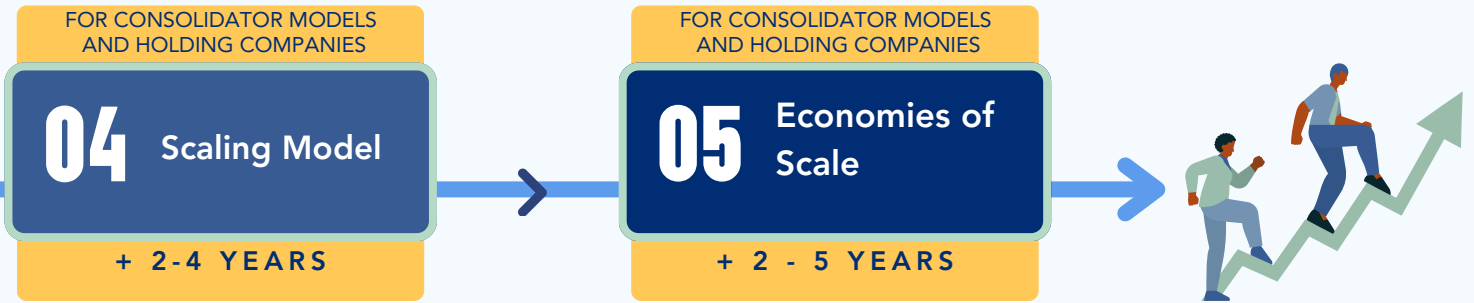 FOR CONSOLIDATOR MODELS
AND HOLDING COMPANIES
04 Scaling Model
+ 2-4 YEARS
FOR CONSOLIDATOR MODELS
AND HOLDING COMPANIES
05 Economies of
Scale
+ 2 - 5 YEARS